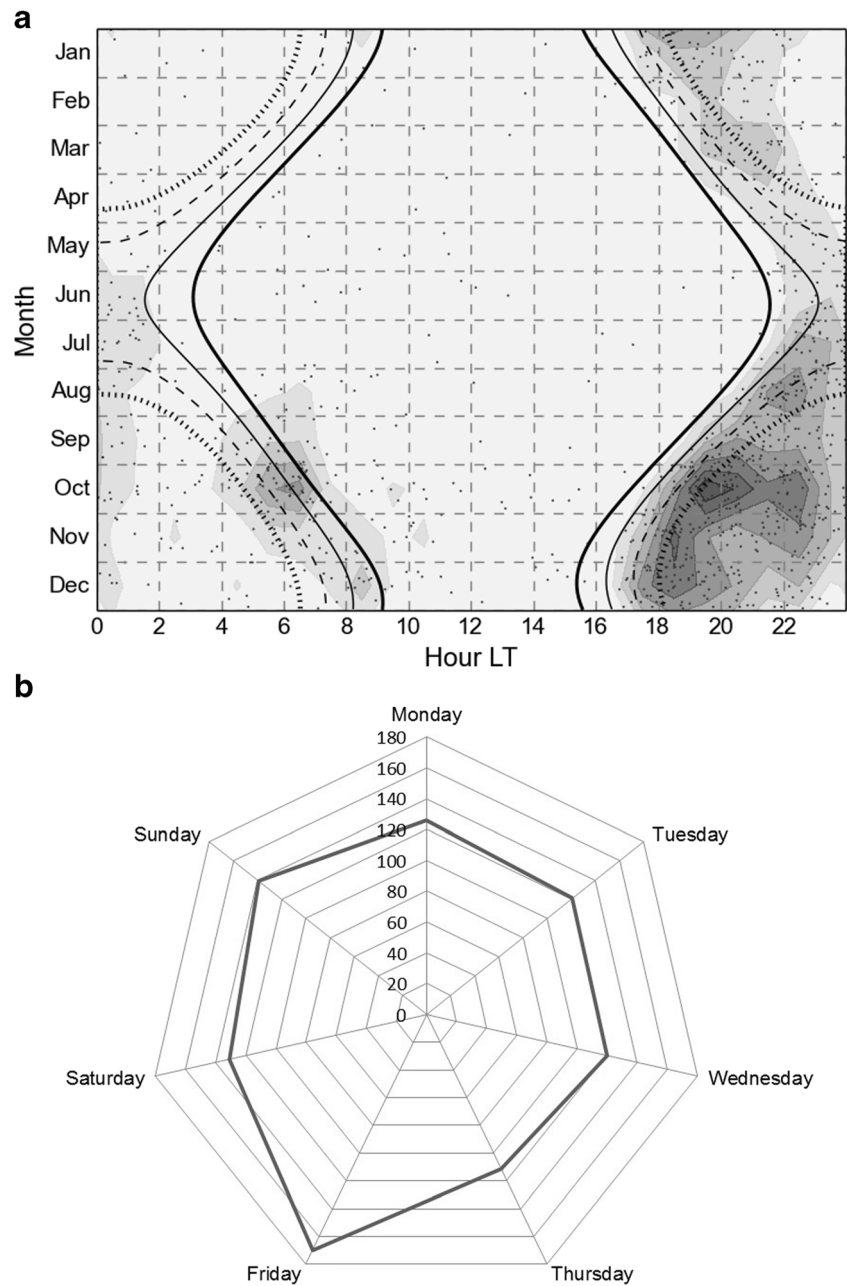 a
Jan
Feb
Mar
Apr
May
Jun
Jul
Aug
Sep
Oct
Nov
Dec
Month
0 2 4 6 8 10 12 14 16 18 20 22
Hour LT
b
Monday
180
160
140
120
100
80
60
40
20
0
Sunday
Tuesday
Saturday
Wednesday
Friday
Thursday